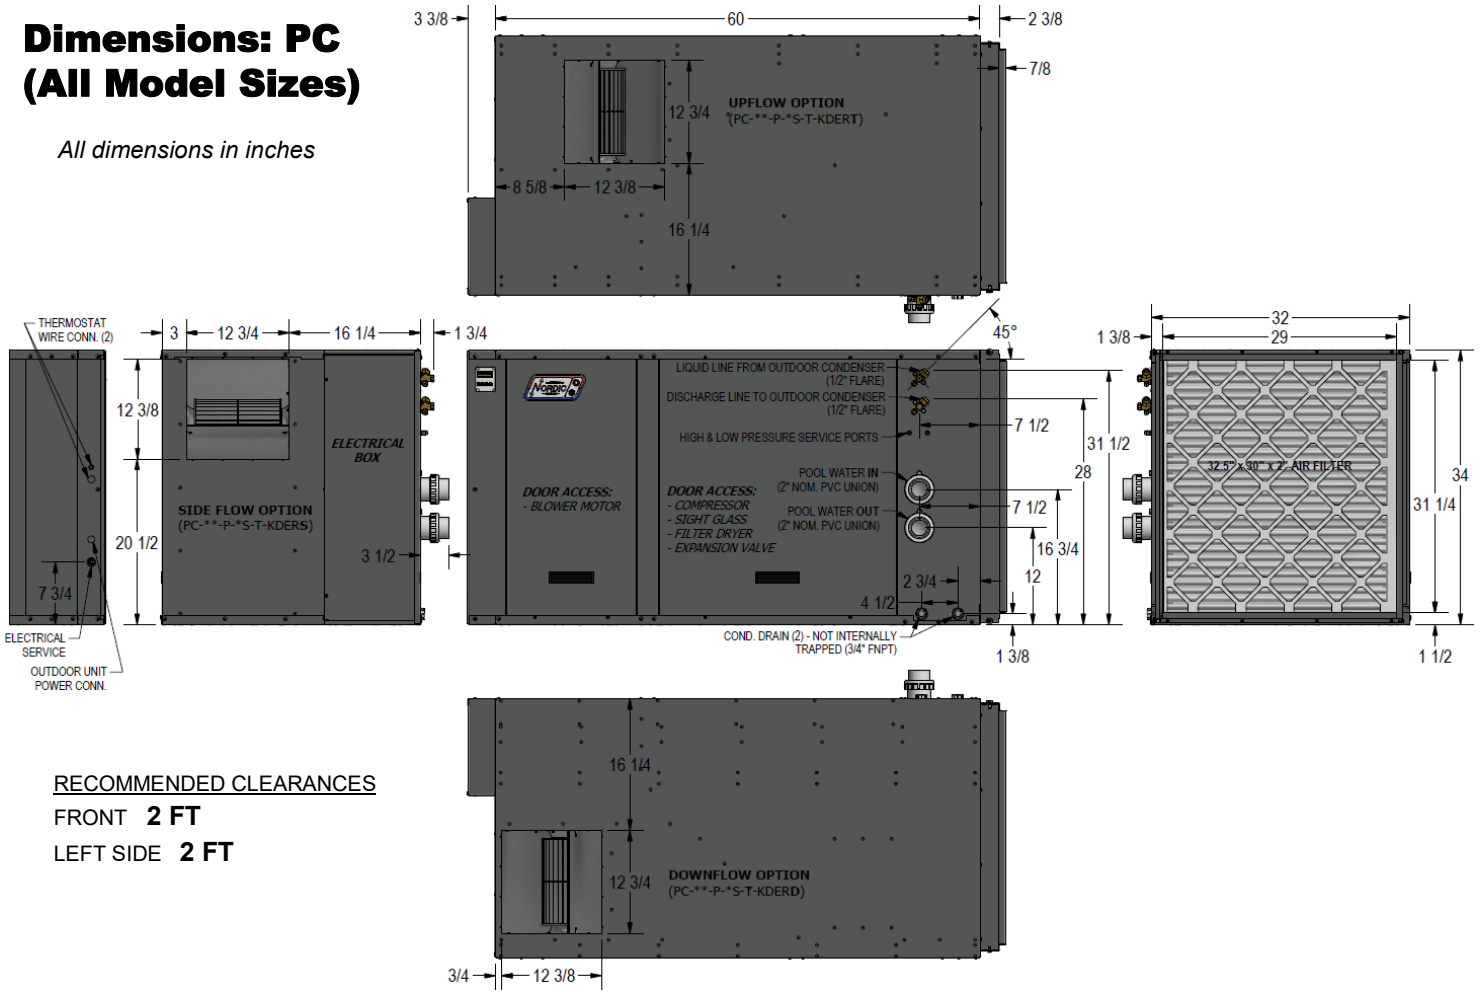 Dimensions: PC
(All Model Sizes)
All dimensions in inches
3 3/8
60
2 3/8
7/8
12 3/4
UPFLOW OPTION
(PC-**-P-*S-T-KDERT)
8 5/8
12 3/8
16 1/4
THERMOSTAT
WIRE CONN. (2)
3
12 3/4
16 1/4
1 3/4
12 3/8
ELECTRICAL
BOX
SIDE FLOW OPTION
(PC-**-P-*S-T-KDERS)
20 1/2
3 1/2
7 3/4
ELECTRICAL
SERVICE
OUTDOOR UNIT
POWER CONN.
NORDIC
LIQUID LINE FROM OUTDOOR CONDENSER
(1/2" FLARE)
DISCHARGE LINE TO OUTDOOR CONDENSER
(1/2" FLARE)
HIGH & LOW PRESSURE SERVICE PORTS
POOL WATER IN
(2" NOM. PVC UNION)
POOL WATER OUT
(2" NOM. PVC UNION)
DOOR ACCESS:
- BLOWER MOTOR
DOOR ACCESS:
- COMPRESSOR
- SIGHT GLASS
- FILTER DRYER
- EXPANSION VALVE
45°
7 1/2
31 1/2
28
7 1/2
16 3/4
12
2 3/4
4 1/2
COND. DRAIN (2) - NOT INTERNALLY
TRAPPED (3/4" FNPT)
1 3/8
32
1 3/8
29
32.5" x 30" x 2" AIR FILTER
34
31 1/4
1 1/2
16 1/4
12 3/4
DOWNFLOW OPTION
(PC-**-P-*S-T-KDERD)
3/4
12 3/8
RECOMMENDED CLEARANCES
FRONT 2 FT
LEFT SIDE 2 FT